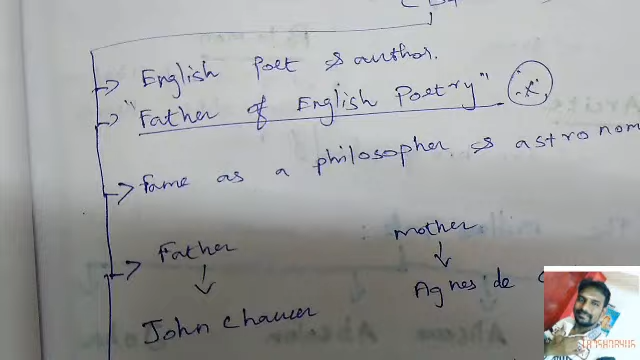 English Poet & author.
"Father of English Poetry"
Fame as a philosopher & astronom
Father
mother
John Chaucer
Agnes de